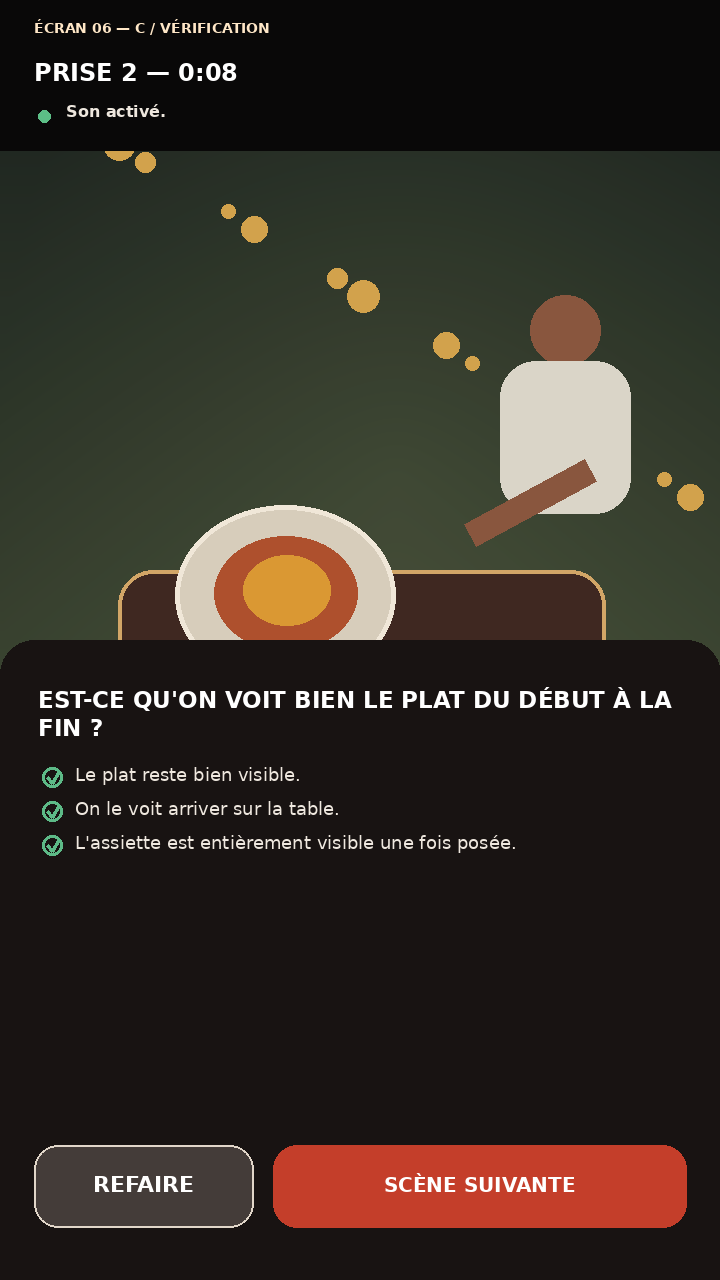 ÉCRAN 06 — C / VÉRIFICATION
PRISE 2 — 0:08
Son activé.
EST-CE QU'ON VOIT BIEN LE PLAT DU DÉBUT À LA
FIN ?
Le plat reste bien visible.
On le voit arriver sur la table.
L'assiette est entièrement visible une fois posée.
REFAIRE
SCÈNE SUIVANTE